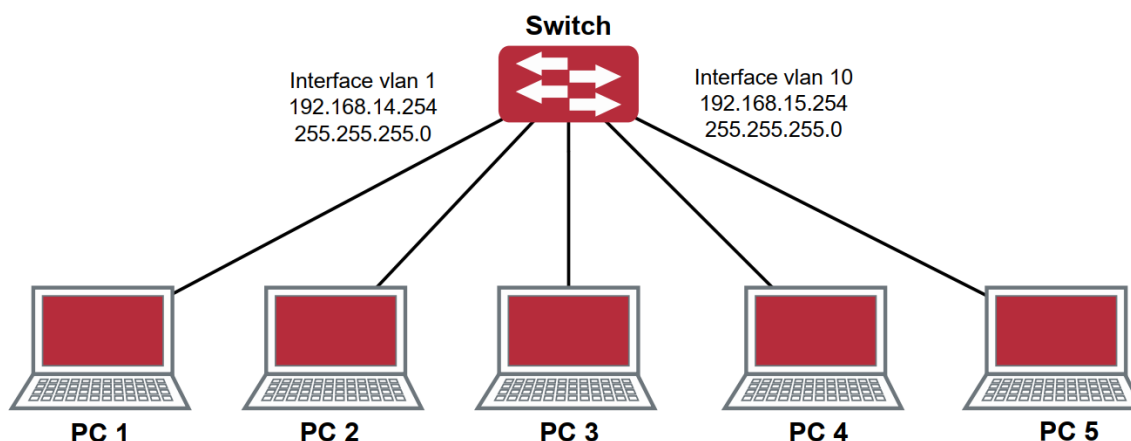 Switch
Interface vlan 1
192.168.14.254
255.255.255.0
Interface vlan 10
192.168.15.254
255.255.255.0
PC 1
PC 2
PC 3
PC 4
PC 5